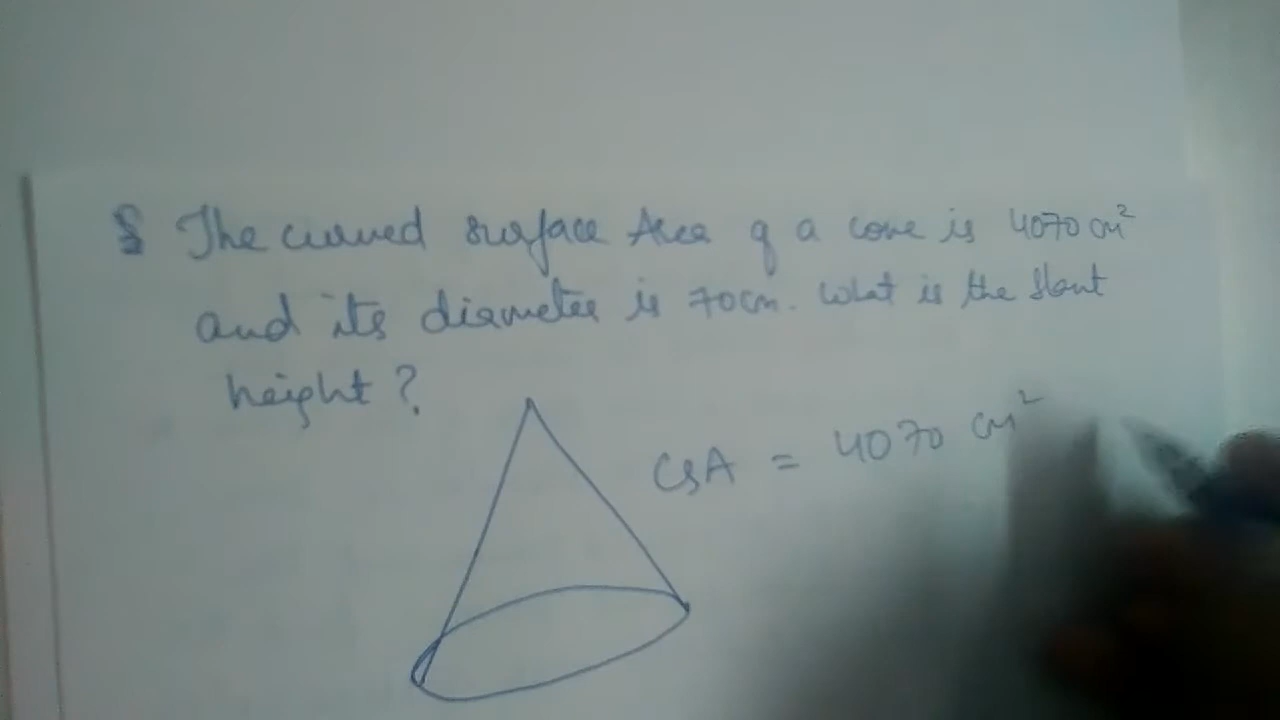 The curved surface Area of a cone is 4070 cm²
and its diameter is 70cm. What is the slant
height?
CSA = 4070 cm²